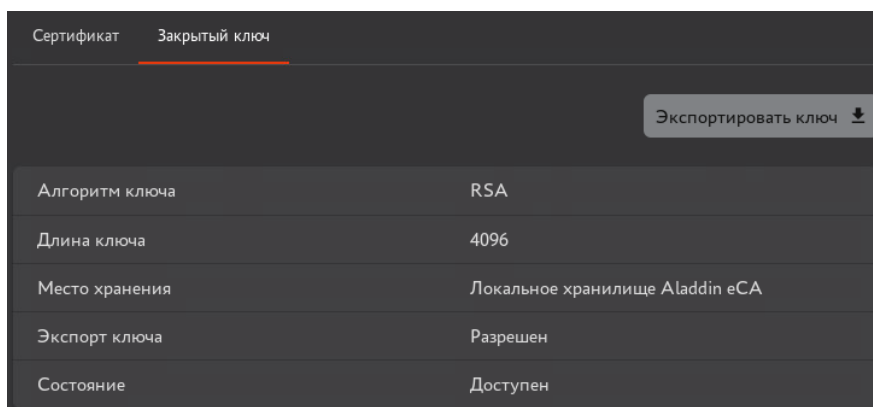 Сертификат Закрытый ключ
Экспортировать ключ
Алгоритм ключа RSA
Длина ключа 4096
Место хранения Локальное хранилище Aladdin eCA
Экспорт ключа Разрешен
Состояние Доступен